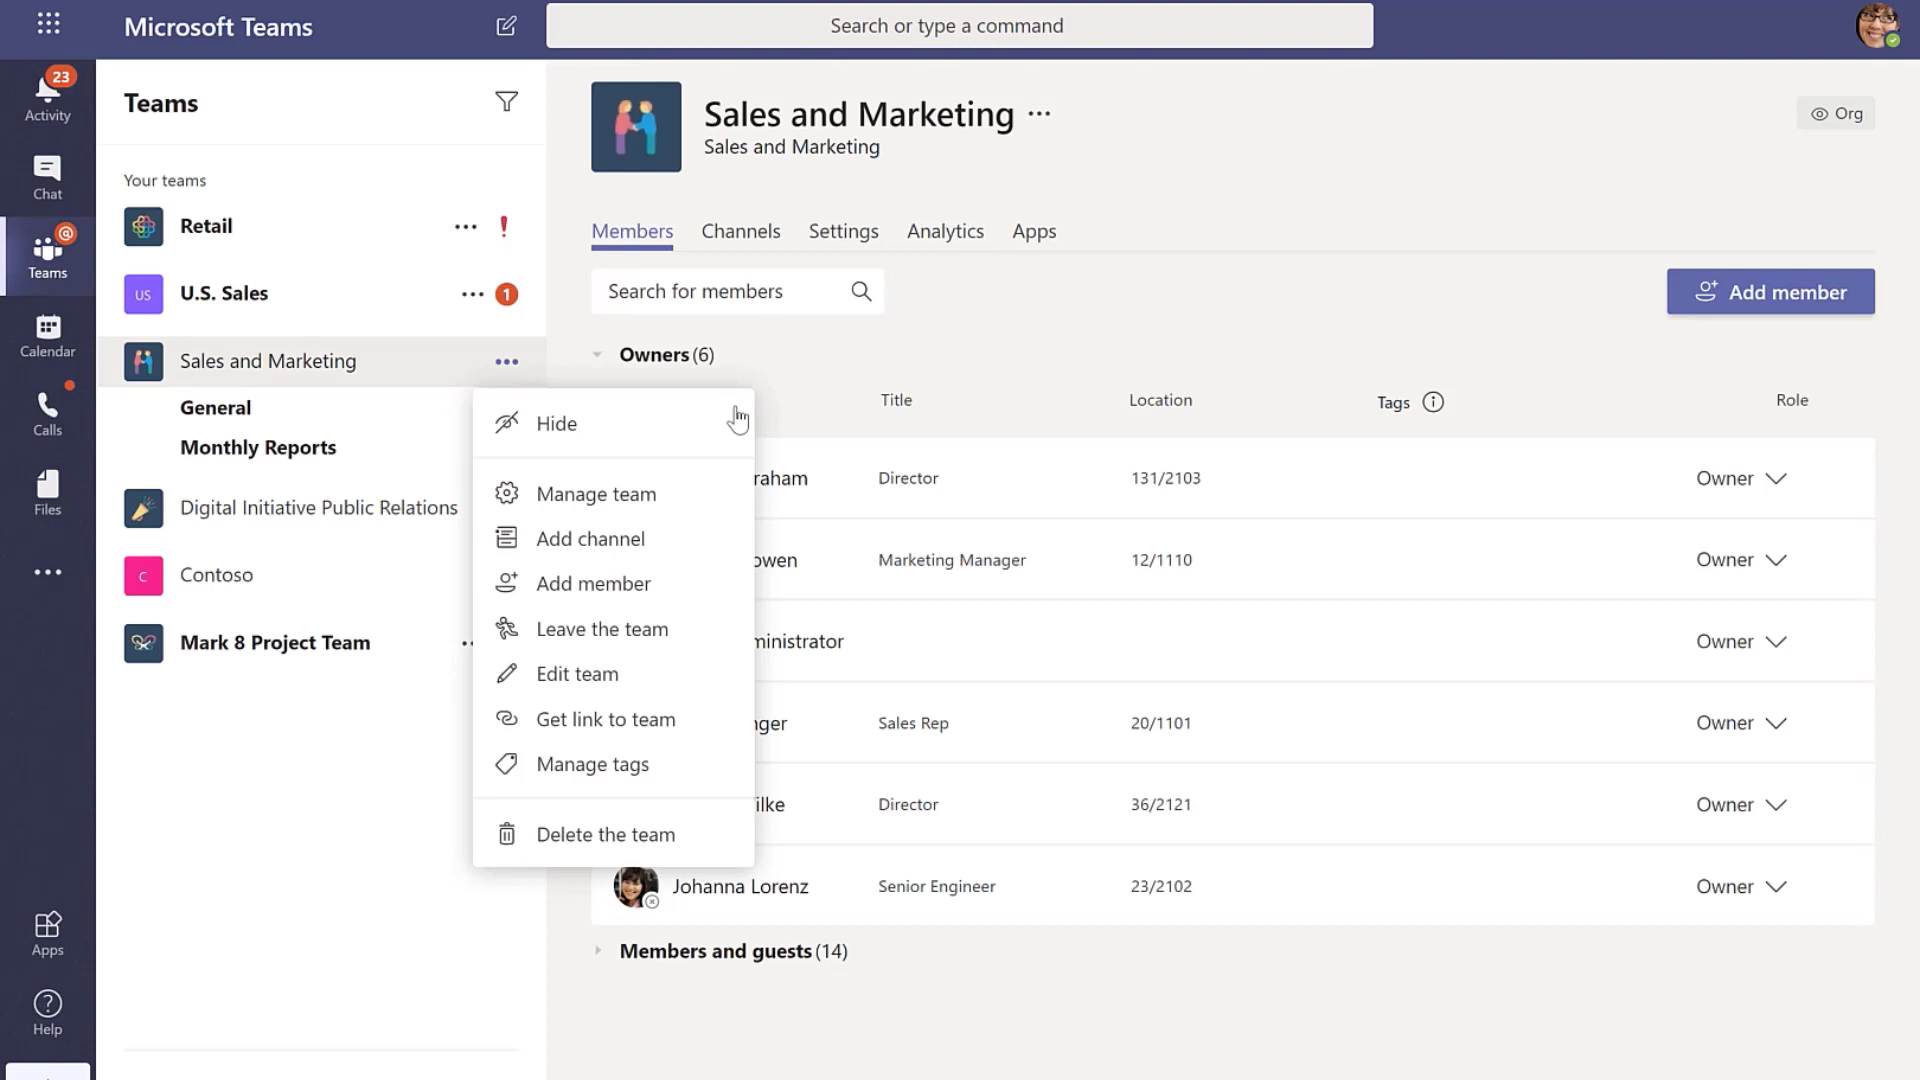 Microsoft Teams
Search or type a command
23
Activity
Chat
@
Teams
Calendar
Calls
Files
Apps
Help
Teams
Your teams
Retail
US
U.S. Sales
1
Sales and Marketing
General
Monthly Reports
Digital Initiative Public Relations
C
Contoso
Mark 8 Project Team
Hide
Manage team
Add channel
Add member
Leave the team
Edit team
Get link to team
Manage tags
Delete the team
Sales and Marketing
Sales and Marketing
Org
Members Channels Settings Analytics Apps
Search for members
Add member
Owners (6)
Title Location Tags Role
raham Director 131/2103 Owner
owen Marketing Manager 12/1110 Owner
ministrator Owner
nger Sales Rep 20/1101 Owner
ilke Director 36/2121 Owner
Johanna Lorenz Senior Engineer 23/2102 Owner
Members and guests (14)